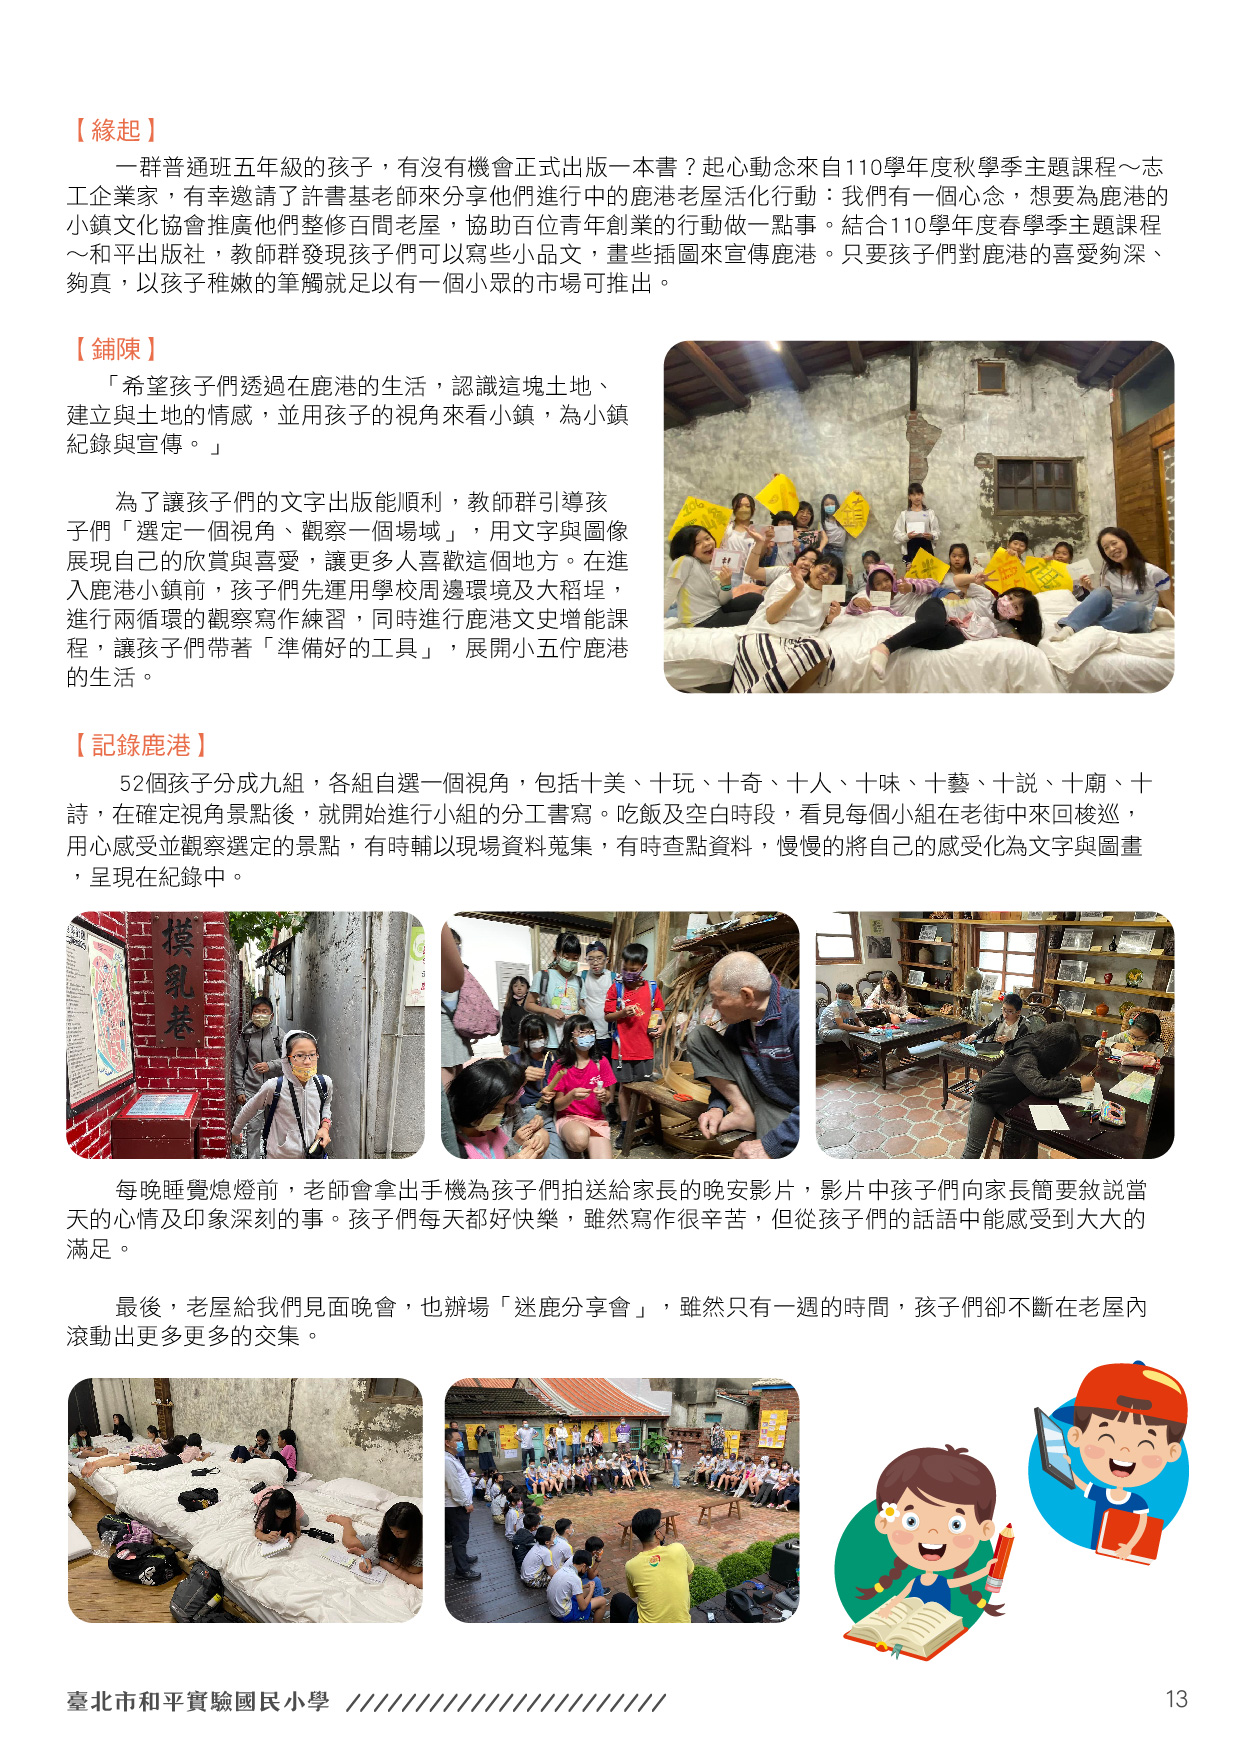 【緣起】
一群普通班五年級的孩子，有沒有機會正式出版一本書？起心動念來自110學年度秋學季主題課程～志
工企業家，有幸邀請了許書基老師來分享他們進行中的鹿港老屋活化行動：我們有一個心念，想要為鹿港的
小鎮文化協會推廣他們整修百間老屋，協助百位青年創業的行動做一點事。結合110學年度春學季主題課程
～和平出版社，教師群發現孩子們可以寫些小品文，畫些插圖來宣傳鹿港。只要孩子們對鹿港的喜愛夠深、
夠真，以孩子稚嫩的筆觸就足以有一個小眾的市場可推出。
【鋪陳】
「希望孩子們透過在鹿港的生活，認識這塊土地、
建立與土地的情感，並用孩子的視角來看小鎮，為小鎮
紀錄與宣傳。」
為了讓孩子們的文字出版能順利，教師群引導孩
子們「選定一個視角、觀察一個場域」，用文字與圖像
展現自己的欣賞與喜愛，讓更多人喜歡這個地方。在進
入鹿港小鎮前，孩子們先運用學校周邊環境及大稻埕，
進行兩循環的觀察寫作練習，同時進行鹿港文史增能課
程，讓孩子們帶著「準備好的工具」，展開小五佇鹿港
的生活。
【記錄鹿港】
52個孩子分成九組，各組自選一個視角，包括十美、十玩、十奇、十人、十味、十藝、十説、十廟、十
詩，在確定視角景點後，就開始進行小組的分工書寫。吃飯及空白時段，看見每個小組在老街中來回梭巡，
用心感受並觀察選定的景點，有時輔以現場資料蒐集，有時查點資料，慢慢的將自己的感受化為文字與圖畫
，呈現在紀錄中。
摸乳巷
每晚睡覺熄燈前，老師會拿出手機為孩子們拍送給家長的晚安影片，影片中孩子們向家長簡要敘説當
天的心情及印象深刻的事。孩子們每天都好快樂，雖然寫作很辛苦，但從孩子們的話語中能感受到大大的
滿足。
最後，老屋給我們見面晚會，也辦場「迷鹿分享會」，雖然只有一週的時間，孩子們卻不斷在老屋內
滾動出更多更多的交集。
臺北市和平實驗國民小學 ///////////////////////
13